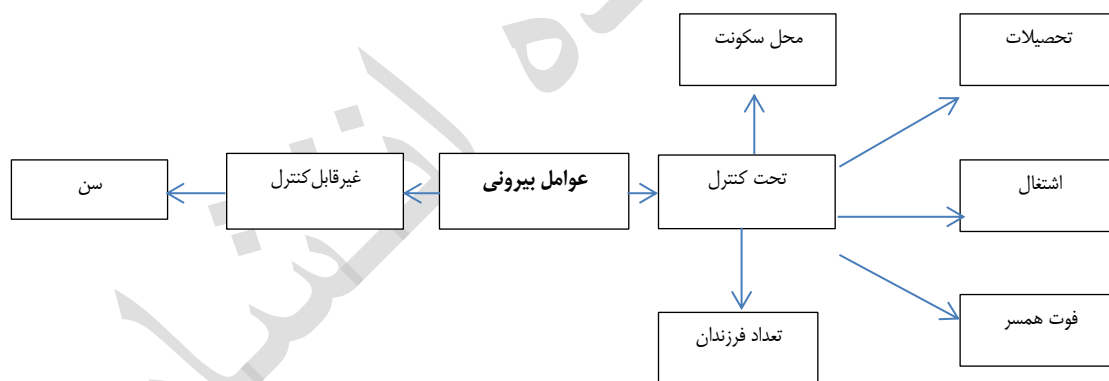 محل سکونت
تحصیلات
سن
غیرقابل‌کنترل
عوامل بیرونی
تحت کنترل
اشتغال
تعداد فرزندان
فوت همسر